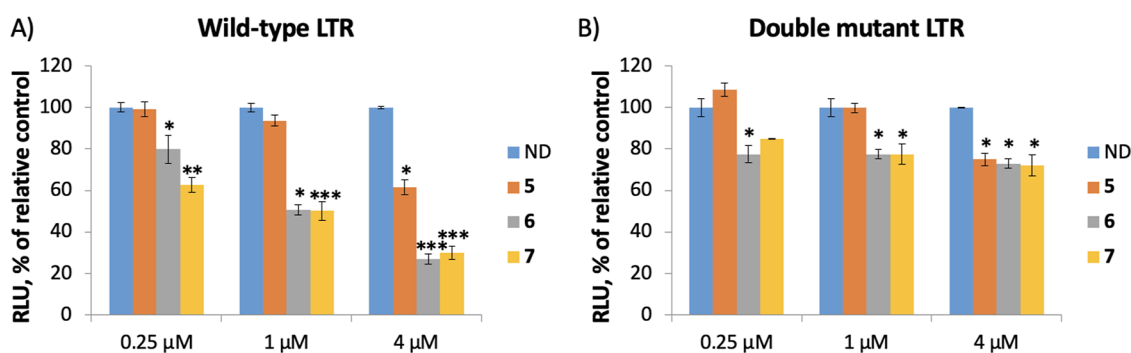 A)
Wild-type LTR
RLU, % of relative control
120
100
80
60
40
20
0
*
**
*
***
*
***
***
0.25 µM
1 µM
4 µM
ND
5
6
7
B)
Double mutant LTR
RLU, % of relative control
120
100
80
60
40
20
0
*
*
*
*
*
*
0.25 µM
1 µM
4 µM
ND
5
6
7